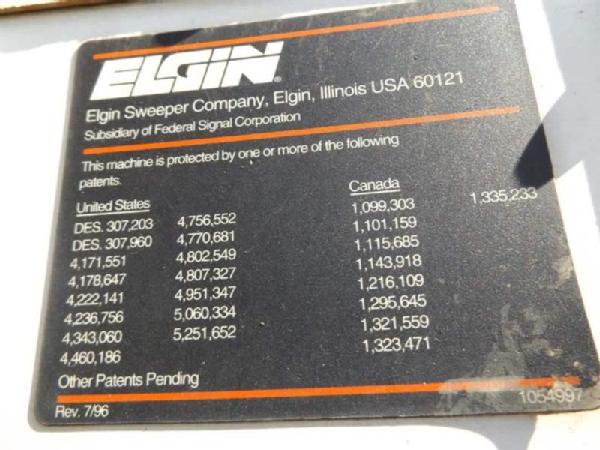 ELGIN®
Elgin Sweeper Company, Elgin, Illinois USA 60121
Subsidiary of Federal Signal Corporation
This machine is protected by one or more of the following
patents.
United States
DES. 307,203
DES. 307,960
4,171,551
4,178,647
4,222,141
4,236,756
4,343,060
4,460,186
4,756,552
4,770,681
4,802,549
4,807,327
4,951,347
5,060,334
5,251,652
Canada
1,099,303
1,101,159
1,115,685
1,143,918
1,216,109
1,295,645
1,321,559
1,323,471
1,335,233
Other Patents Pending
Rev. 7/96
1054997